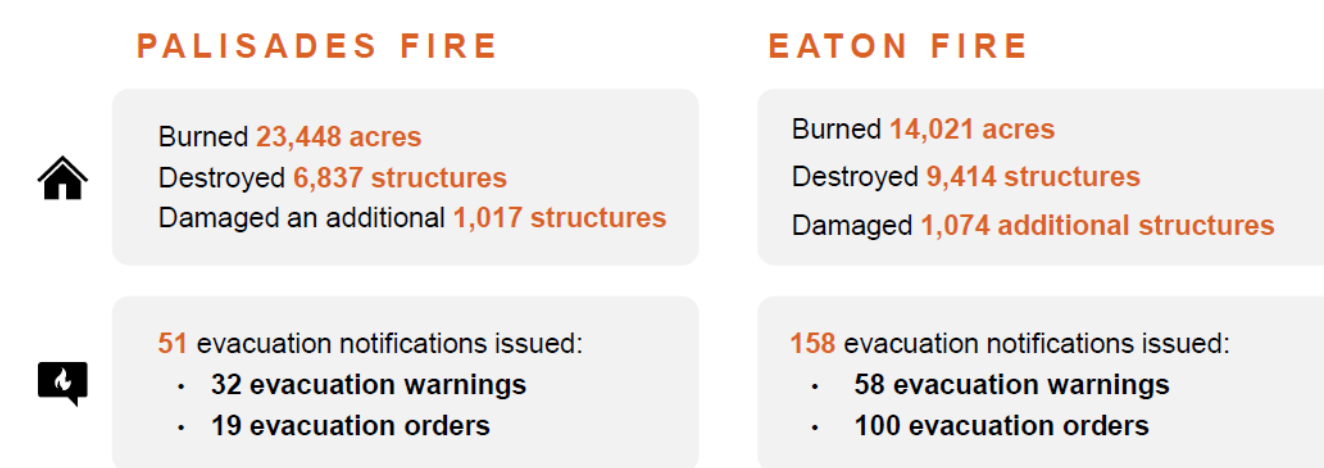 PALISADES FIRE
Burned 23,448 acres
Destroyed 6,837 structures
Damaged an additional 1,017 structures
51 evacuation notifications issued:
· 32 evacuation warnings
· 19 evacuation orders
EATON FIRE
Burned 14,021 acres
Destroyed 9,414 structures
Damaged 1,074 additional structures
158 evacuation notifications issued:
· 58 evacuation warnings
· 100 evacuation orders